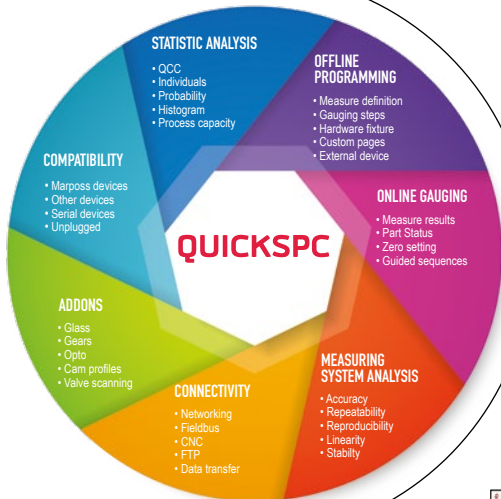 STATISTIC ANALYSIS
• QCC
• Individuals
• Probability
• Histogram
• Process capacity
OFFLINE
PROGRAMMING
• Measure definition
• Gauging steps
• Hardware fixture
• Custom pages
• External device
COMPATIBILITY
• Marposs devices
• Other devices
• Serial devices
• Unplugged
ONLINE GAUGING
• Measure results
• Part Status
• Zero setting
• Guided sequences
QUICKSPC
ADDONS
• Glass
• Gears
• Opto
• Cam profiles
• Valve scanning
MEASURING
SYSTEM ANALYSIS
• Accuracy
• Repeatability
• Reproducibility
• Linearity
• Stabilty
CONNECTIVITY
• Networking
• Fieldbus
• CNC
• FTP
• Data transfer